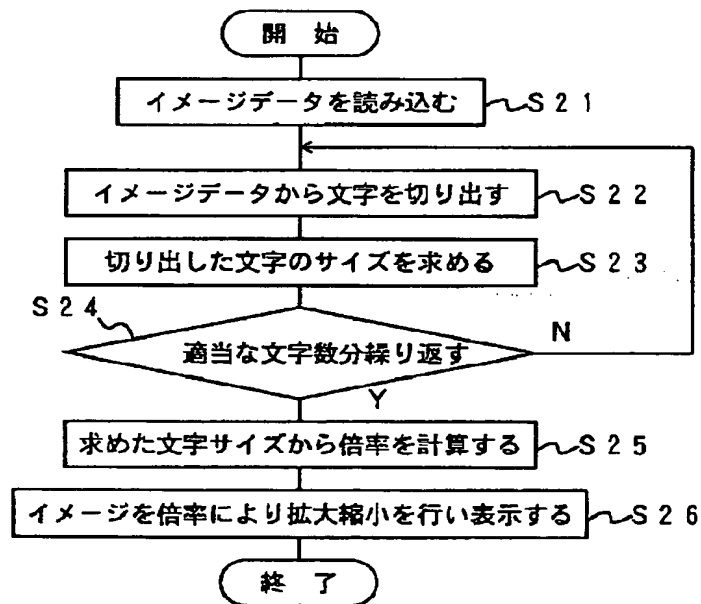 開 始
イメージデータを読み込む S21
イメージデータから文字を切り出す S22
切り出した文字のサイズを求める S23
S24
適当な文字数分繰り返す N
Y
求めた文字サイズから倍率を計算する S25
イメージを倍率により拡大縮小を行い表示する S26
終 了